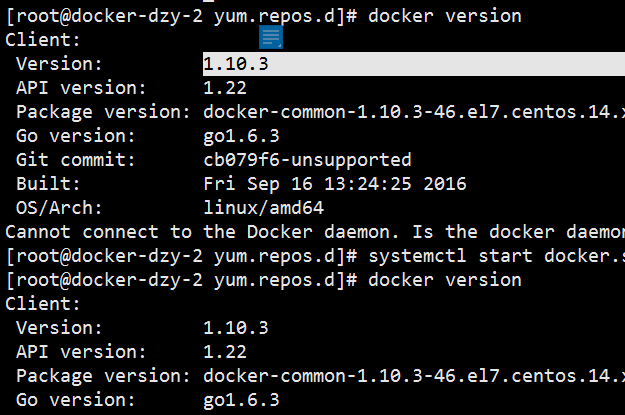 [root@docker-dzy-2 yum.repos.d]# docker version
Client:
 Version:         1.10.3
 API version:     1.22
 Package version: docker-common-1.10.3-46.el7.centos.14.x
 Go version:      go1.6.3
 Git commit:      cb079f6-unsupported
 Built:           Fri Sep 16 13:24:25 2016
 OS/Arch:         linux/amd64
Cannot connect to the Docker daemon. Is the docker daemon
[root@docker-dzy-2 yum.repos.d]# systemctl start docker.s
[root@docker-dzy-2 yum.repos.d]# docker version
Client:
 Version:         1.10.3
 API version:     1.22
 Package version: docker-common-1.10.3-46.el7.centos.14.x
 Go version:      go1.6.3